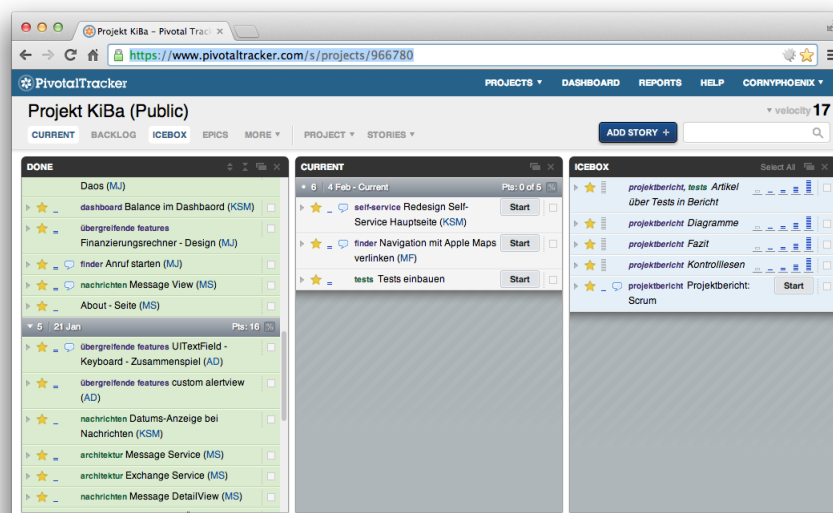 Projekt KiBa – Pivotal Trac
https://www.pivotaltracker.com/s/projects/966780
PivotalTracker
PROJECTS DASHBOARD REPORTS HELP CORNYPHOENIX
Projekt KiBa (Public)
velocity 17
CURRENT BACKLOG ICEBOX EPICS MORE PROJECT STORIES
ADD STORY +
DONE
Daos (MJ)
dashboard Balance im Dashbaord (KSM)
übergreifende features
Finanzierungsrechner - Design (MJ)
finder Anruf starten (MJ)
nachrichten Message View (MS)
About - Seite (MS)
5 21 Jan Pts: 16 %
übergreifende features UITextField -
Keyboard - Zusammenspiel (AD)
übergreifende features custom alertview
(AD)
nachrichten Datums-Anzeige bei
Nachrichten (KSM)
architektur Message Service (MS)
architektur Exchange Service (MS)
nachrichten Message DetailView (MS)
CURRENT
6 4 Feb - Current Pts: 0 of 5 %
self-service Redesign Self-
Service Hauptseite (KSM)
Start
finder Navigation mit Apple Maps
verlinken (MF)
Start
tests Tests einbauen
Start
ICEBOX Select All
projektbericht, tests Artikel
über Tests in Bericht
projektbericht Diagramme
projektbericht Fazit
projektbericht Kontrolllesen
projektbericht Projektbericht:
Scrum
Start